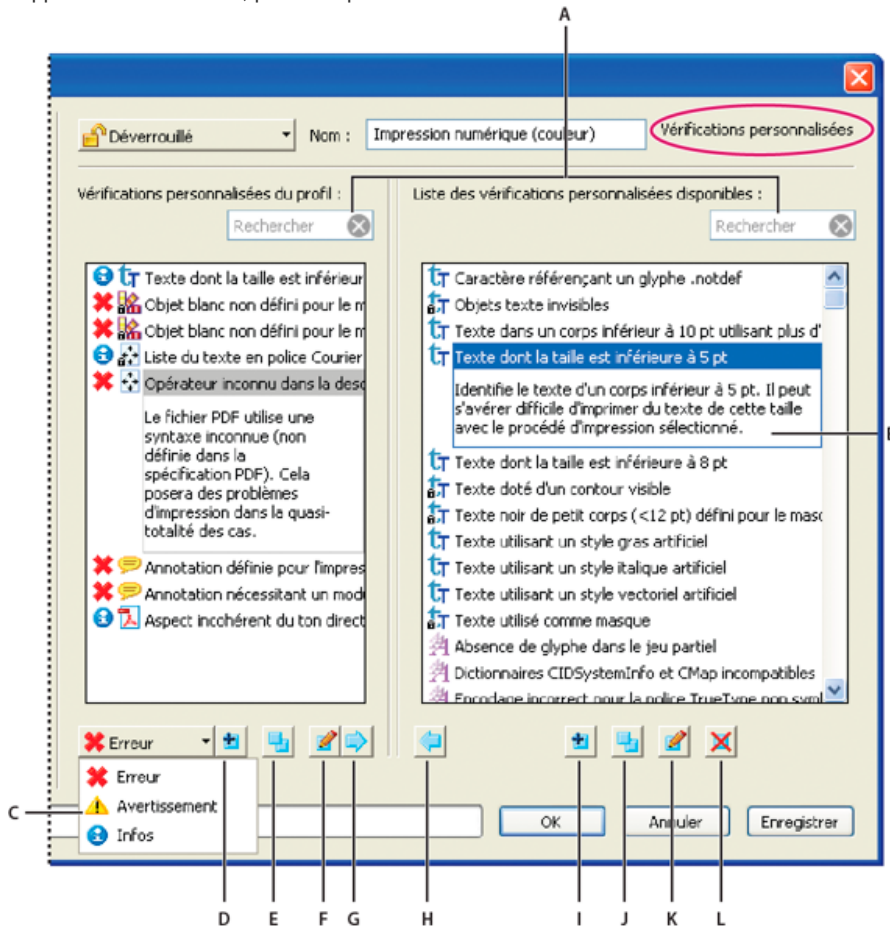 A
Déverrouillé
Nom :
Impression numérique (couleur)
Vérifications personnalisées
Vérifications personnalisées du profil :
Liste des vérifications personnalisées disponibles :
Rechercher
Rechercher
Texte dont la taille est inférieur
Objet blanc non défini pour le m
Objet blanc non défini pour le m
Liste du texte en police Courier
Opérateur inconnu dans la desc
Le fichier PDF utilise une
syntaxe inconnue (non
définie dans la
spécification PDF). Cela
posera des problèmes
d'impression dans la quasi-
totalité des cas.
Annotation définie pour l'impres
Annotation nécessitant un mod
Aspect incohérent du ton direct
Caractère référençant un glyphe .notdef
Objets texte invisibles
Texte dans un corps inférieur à 10 pt utilisant plus d'
Texte dont la taille est inférieure à 5 pt
Identifie le texte d'un corps inférieur à 5 pt. Il peut
s'avérer difficile d'imprimer du texte de cette taille
avec le procédé d'impression sélectionné.
Texte dont la taille est inférieure à 8 pt
Texte doté d'un contour visible
Texte noir de petit corps (<12 pt) défini pour le masq
Texte utilisant un style gras artificiel
Texte utilisant un style italique artificiel
Texte utilisant un style vectoriel artificiel
Texte utilisé comme masque
Absence de glyphe dans le jeu partiel
Dictionnaires CIDSystemInfo et CMap incompatibles
Encodage incorrect pour la police TrueType non symb
Erreur
Erreur
Avertissement
Infos
C
OK
Annuler
Enregistrer
D
E
F
G
H
I
J
K
L